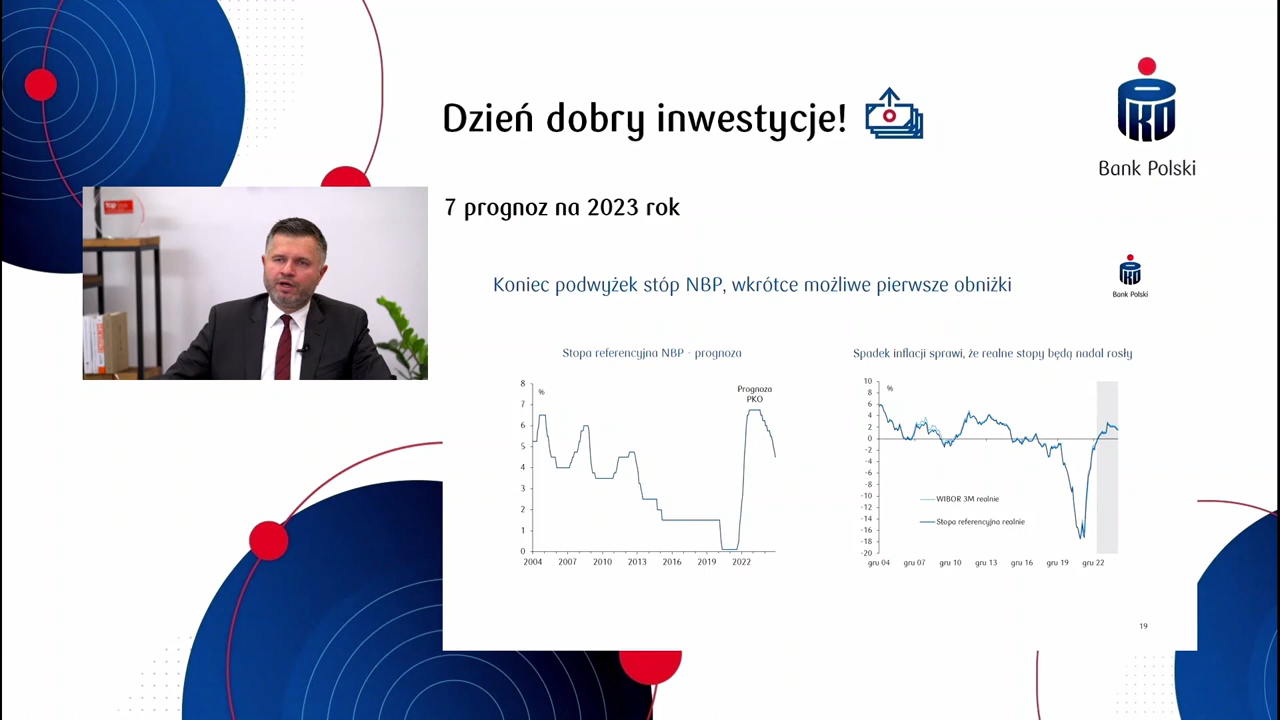 Dzień dobry inwestycje!
PKO
Bank Polski
7 prognoz na 2023 rok
Koniec podwyżek stóp NBP, wkrótce możliwe pierwsze obniżki
Bank Polski
Stopa referencyjna NBP - prognoza
%
Prognoza
PKO
8
7
6
5
4
3
2
1
0
2004 2007 2010 2013 2016 2019 2022
Spadek inflacji sprawi, że realne stopy będą nadal rosły
%
10
8
6
4
2
0
-2
-4
-6
-8
-10
-12
-14
-16
-18
-20
WIBOR 3M realnie
Stopa referencyjna realnie
gru 04 gru 07 gru 10 gru 13 gru 16 gru 19 gru 22
19